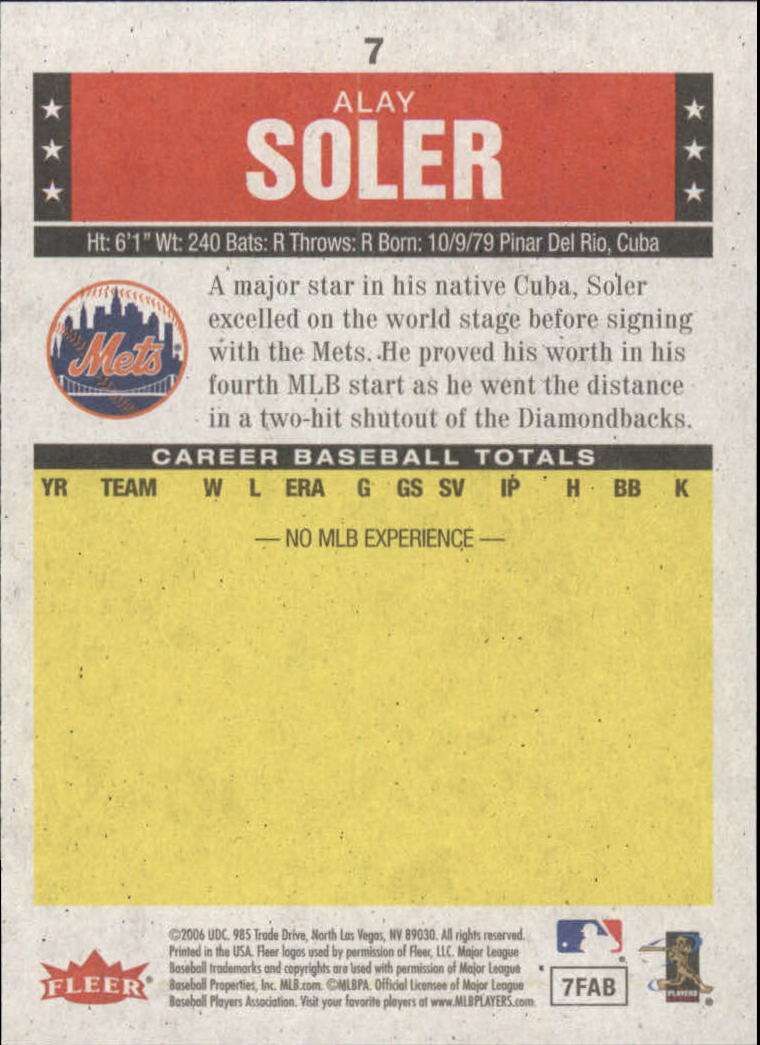 7
ALAY
SOLER
Ht: 6'1" Wt: 240 Bats: R Throws: R Born: 10/9/79 Pinar Del Rio, Cuba
A major star in his native Cuba, Soler
excelled on the world stage before signing
with the Mets. He proved his worth in his
fourth MLB start as he went the distance
in a two-hit shutout of the Diamondbacks.
Mets
CAREER BASEBALL TOTALS
YR TEAM W L ERA G GS SV IP H BB K
— NO MLB EXPERIENCE —
©2006 UDC. 985 Trade Drive, North Las Vegas, NV 89030. All rights reserved.
Printed in the USA. Fleer logos used by permission of Fleer, LLC. Major League
Baseball trademarks and copyrights are used with permission of Major League
Baseball Properties, Inc. MLB.com. ©MLBPA. Official Licensee of Major League
Baseball Players Association. Visit your favorite players at www.MLBPLAYERS.com.
FLEER®
7FAB
PLAYERS